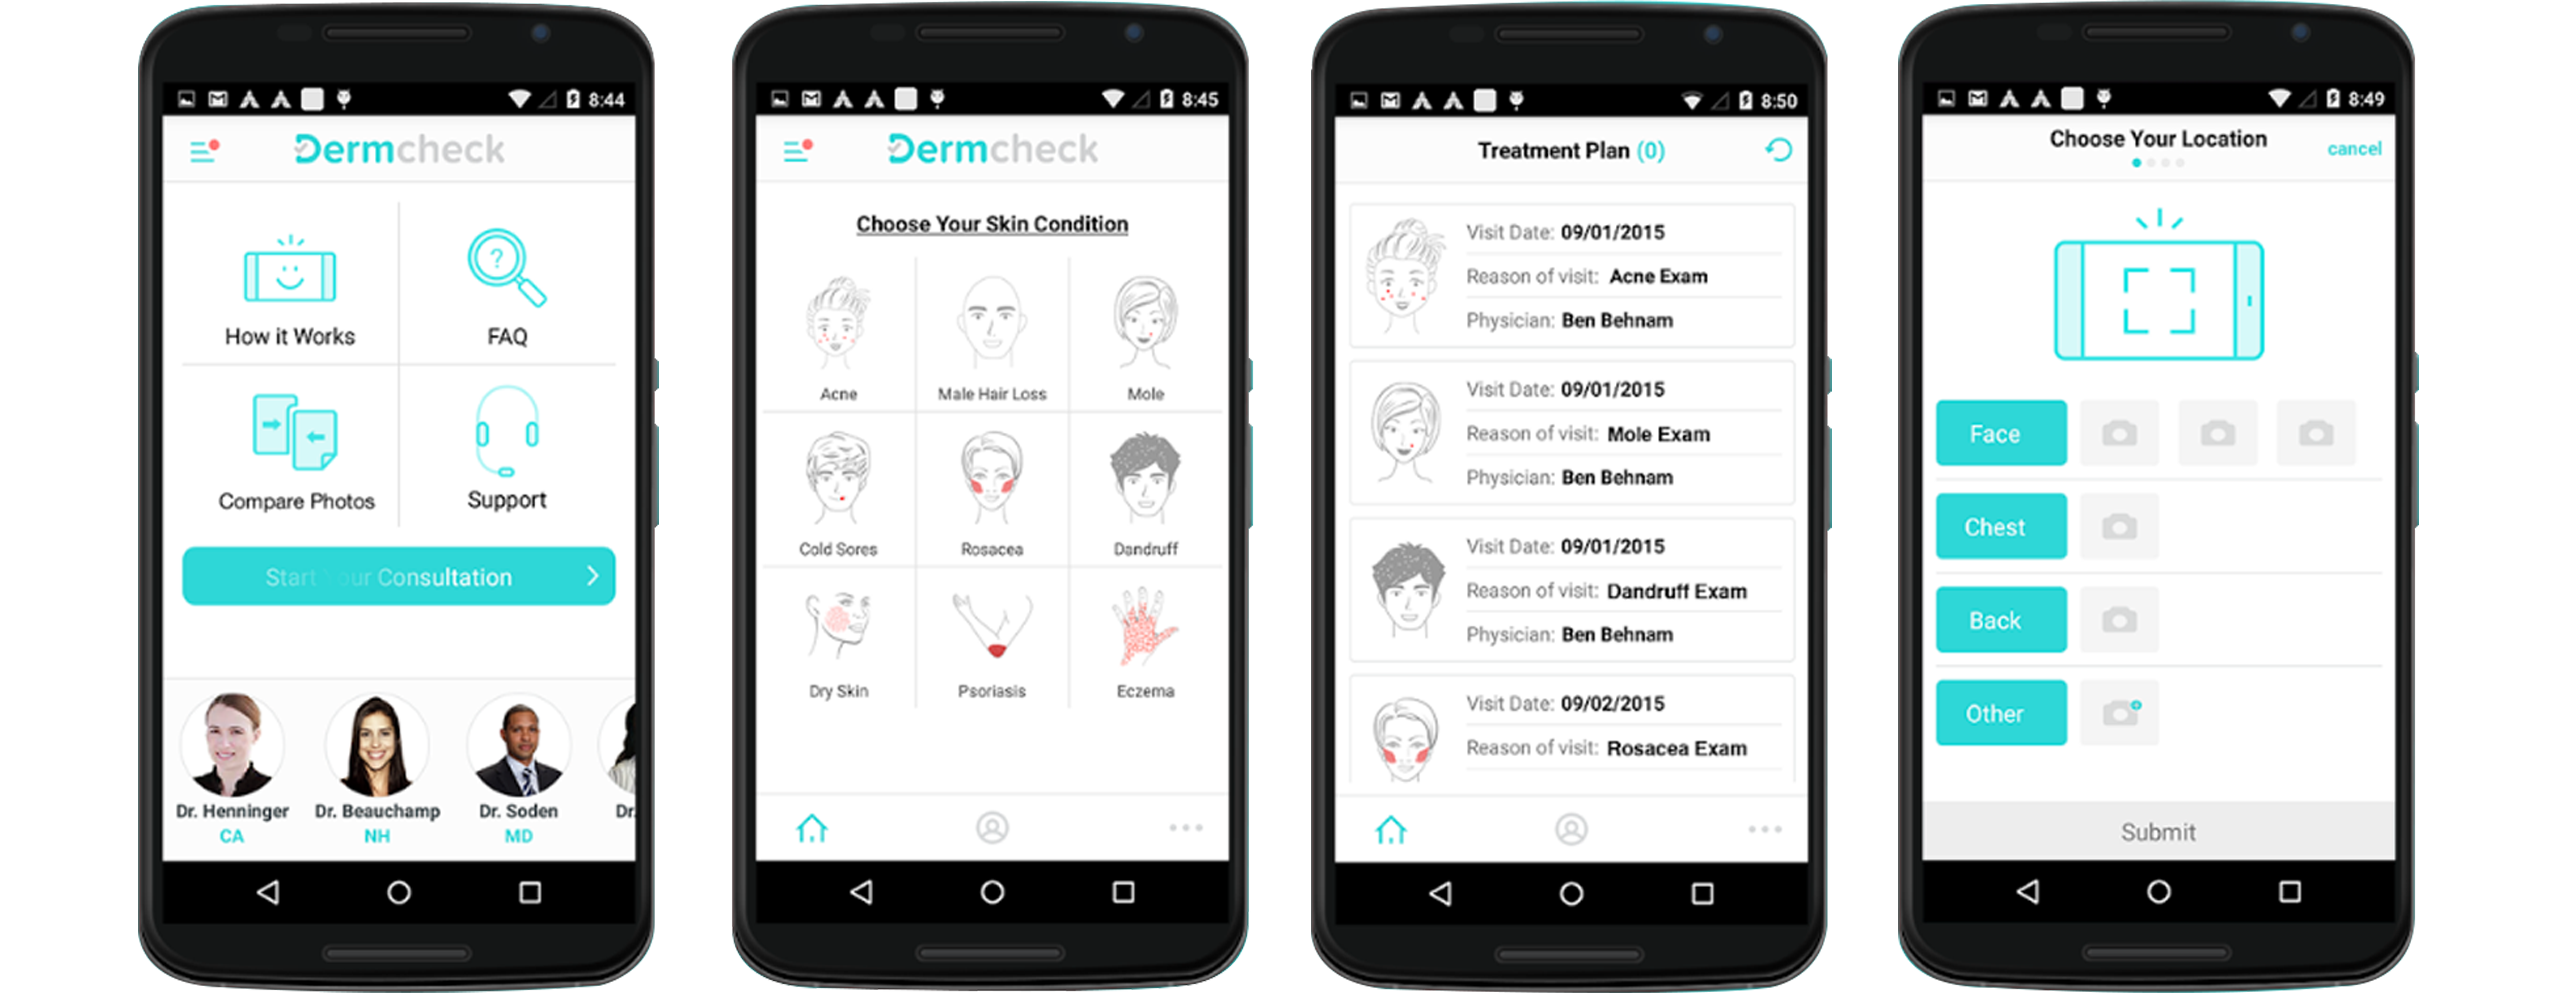 8:44
Dermcheck
How it Works
FAQ
?
Compare Photos
Support
Start Your Consultation
Dr. Henninger
CA
Dr. Beauchamp
NH
Dr. Soden
MD
Dr.
8:45
Dermcheck
Choose Your Skin Condition
Acne
Male Hair Loss
Mole
Cold Sores
Rosacea
Dandruff
Dry Skin
Psoriasis
Eczema
8:50
Treatment Plan (0)
Visit Date: 09/01/2015
Reason of visit: Acne Exam
Physician: Ben Behnam
Visit Date: 09/01/2015
Reason of visit: Mole Exam
Physician: Ben Behnam
Visit Date: 09/01/2015
Reason of visit: Dandruff Exam
Physician: Ben Behnam
Visit Date: 09/02/2015
Reason of visit: Rosacea Exam
8:49
Choose Your Location
cancel
Face
Chest
Back
Other
Submit